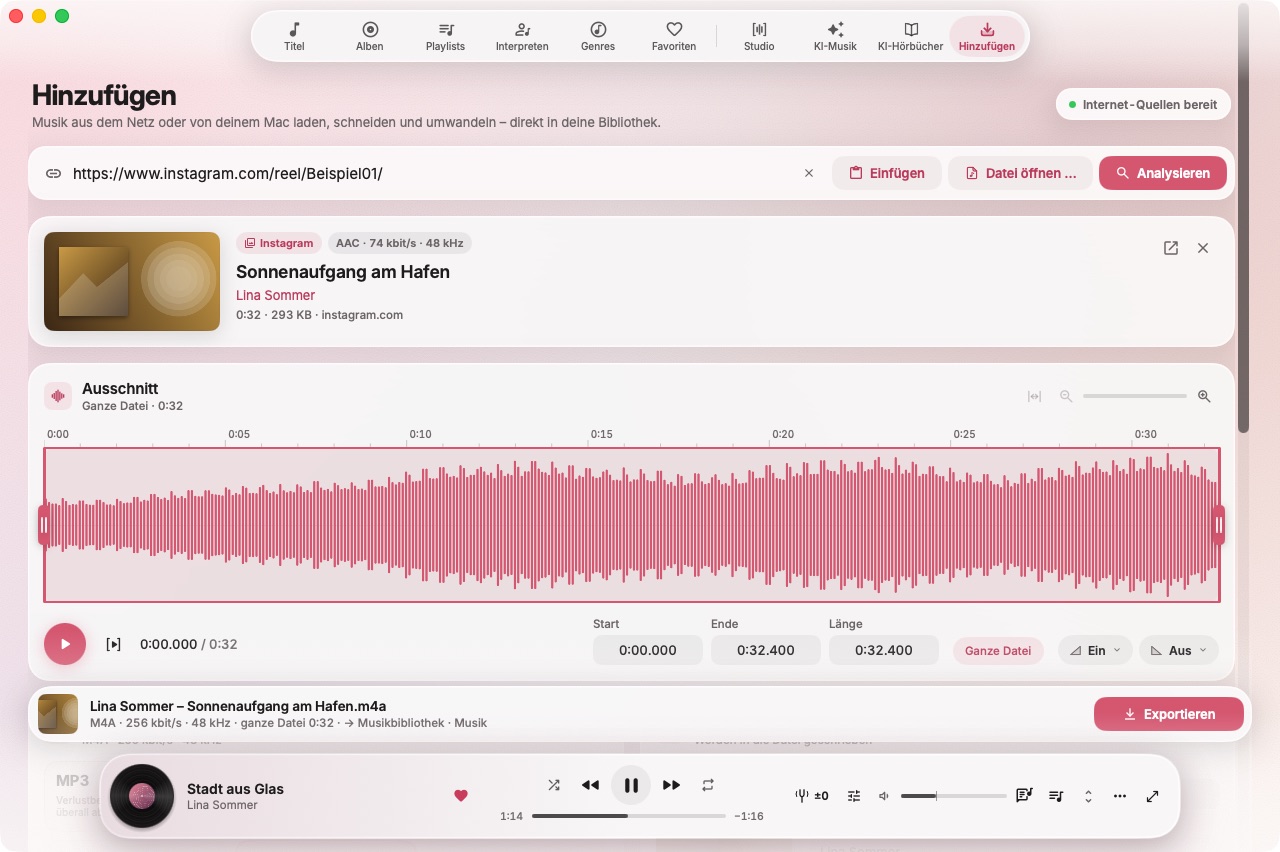 Titel
Alben
Playlists
Interpreten
Genres
Favoriten
Studio
KI-Musik
KI-Hörbücher
Hinzufügen
Hinzufügen
Musik aus dem Netz oder von deinem Mac laden, schneiden und umwandeln – direkt in deine Bibliothek.
Internet-Quellen bereit
https://www.instagram.com/reel/Beispiel01/
Einfügen
Datei öffnen ...
Analysieren
Instagram
AAC · 74 kbit/s · 48 kHz
Sonnenaufgang am Hafen
Lina Sommer
0:32 · 293 KB · instagram.com
Ausschnitt
Ganze Datei · 0:32
0:00 0:05 0:10 0:15 0:20 0:25 0:30
0:00.000 / 0:32
Start
0:00.000
Ende
0:32.400
Länge
0:32.400
Ganze Datei
Ein
Aus
Lina Sommer – Sonnenaufgang am Hafen.m4a
M4A · 256 kbit/s · 48 kHz · ganze Datei 0:32 · → Musikbibliothek · Musik
Exportieren
MP3
Stadt aus Glas
Lina Sommer
1:14
−1:16
±0